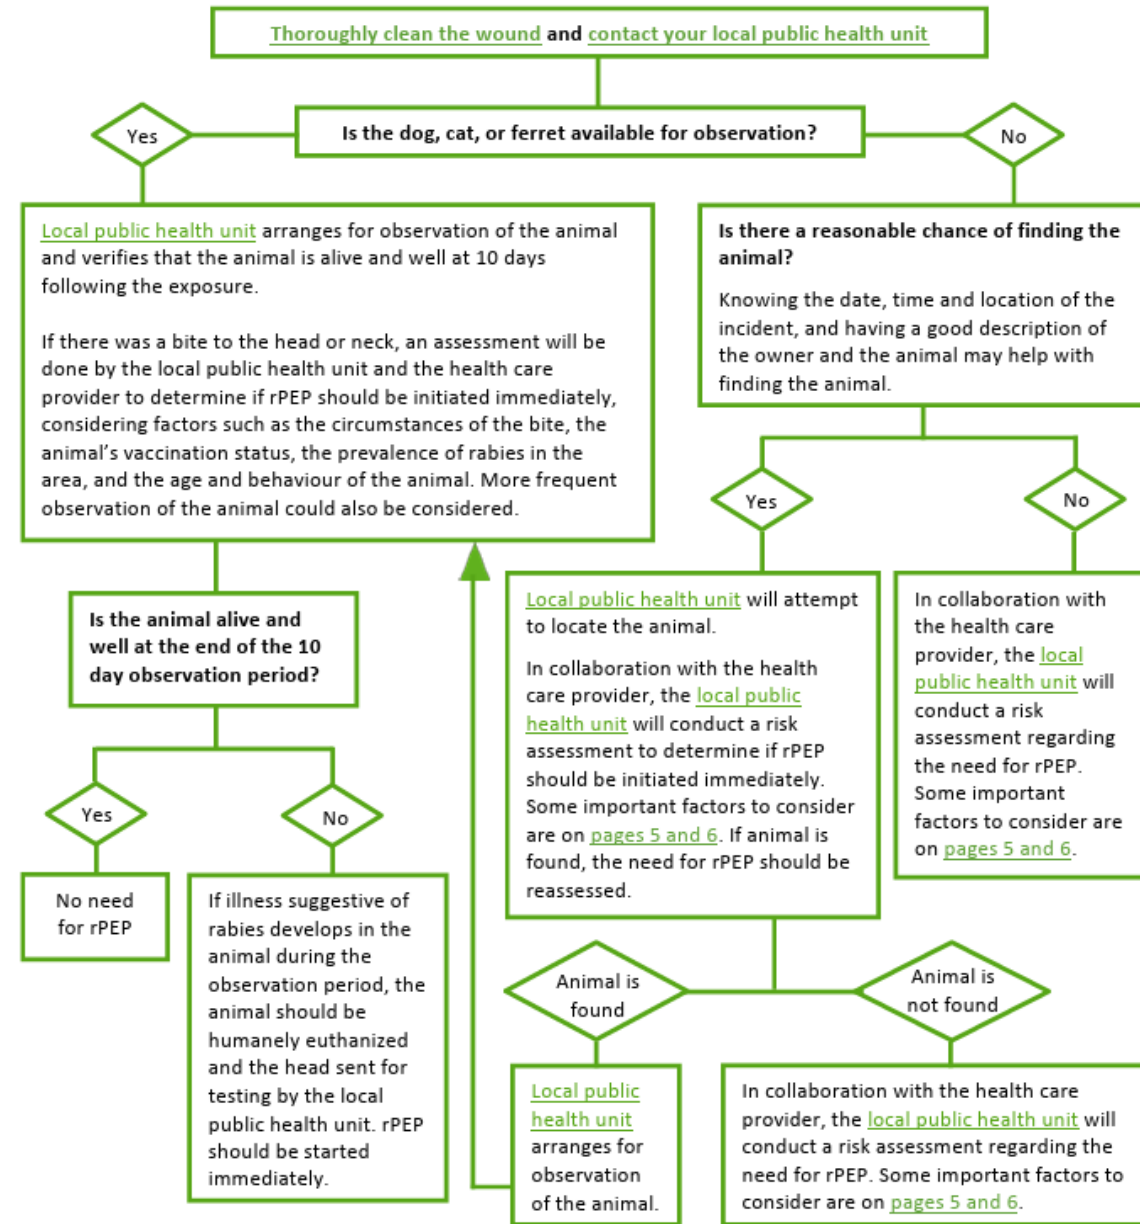 Thoroughly clean the wound and contact your local public health unit
Is the dog, cat, or ferret available for observation?
Yes
No
Local public health unit arranges for observation of the animal
and verifies that the animal is alive and well at 10 days
following the exposure.
If there was a bite to the head or neck, an assessment will be
done by the local public health unit and the health care
provider to determine if rPEP should be initiated immediately,
considering factors such as the circumstances of the bite, the
animal's vaccination status, the prevalence of rabies in the
area, and the age and behaviour of the animal. More frequent
observation of the animal could also be considered.
Is there a reasonable chance of finding the
animal?
Knowing the date, time and location of the
incident, and having a good description of
the owner and the animal may help with
finding the animal.
Yes
No
Is the animal alive and
well at the end of the 10
day observation period?
Yes
No
No need
for rPEP
If illness suggestive of
rabies develops in the
animal during the
observation period, the
animal should be
humanely euthanized
and the head sent for
testing by the local
public health unit. rPEP
should be started
immediately.
Local public health unit will attempt
to locate the animal.
In collaboration with the health
care provider, the local public
health unit will conduct a risk
assessment to determine if rPEP
should be initiated immediately.
Some important factors to consider
are on pages 5 and 6. If animal is
found, the need for rPEP should be
reassessed.
In collaboration with
the health care
provider, the local
public health unit will
conduct a risk
assessment regarding
the need for rPEP.
Some important
factors to consider are
on pages 5 and 6.
Animal is
found
Animal is
not found
Local public
health unit
arranges for
observation
of the animal.
In collaboration with the health care
provider, the local public health unit will
conduct a risk assessment regarding the
need for rPEP. Some important factors to
consider are on pages 5 and 6.